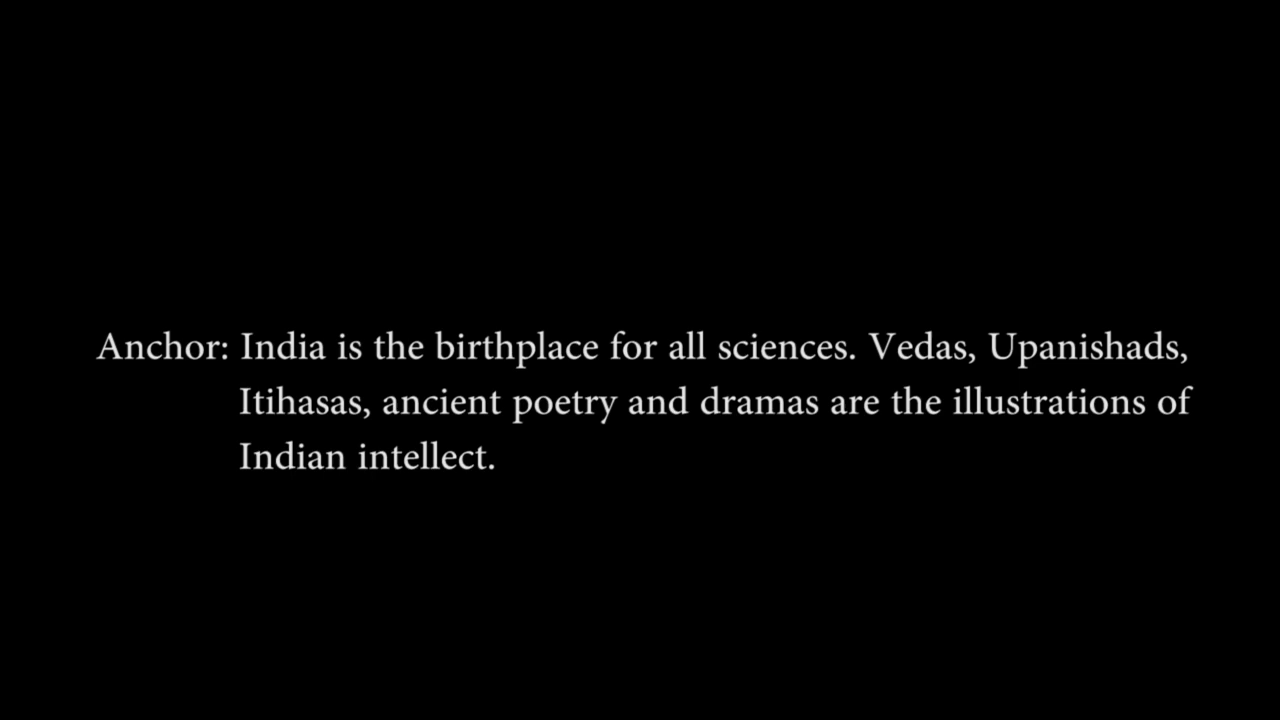 Anchor: India is the birthplace for all sciences. Vedas, Upanishads,
Itihasas, ancient poetry and dramas are the illustrations of
Indian intellect.